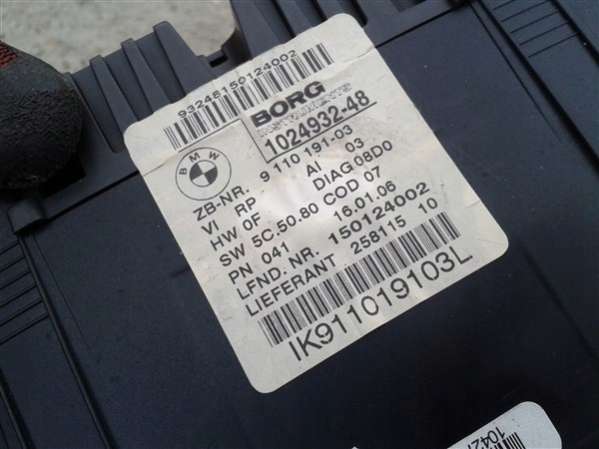 93248150124002
BORG
INSTRUMENTS
1024932-48
BMW
ZB-NR. 9 110 191-03
VI RP AI 03
HW 0F DIAG 08D0
SW 5C.50.80 COD 07
PN 041 16.01.06
LFND. NR. 150124002
LIEFERANT 258115 10
IK911019103L